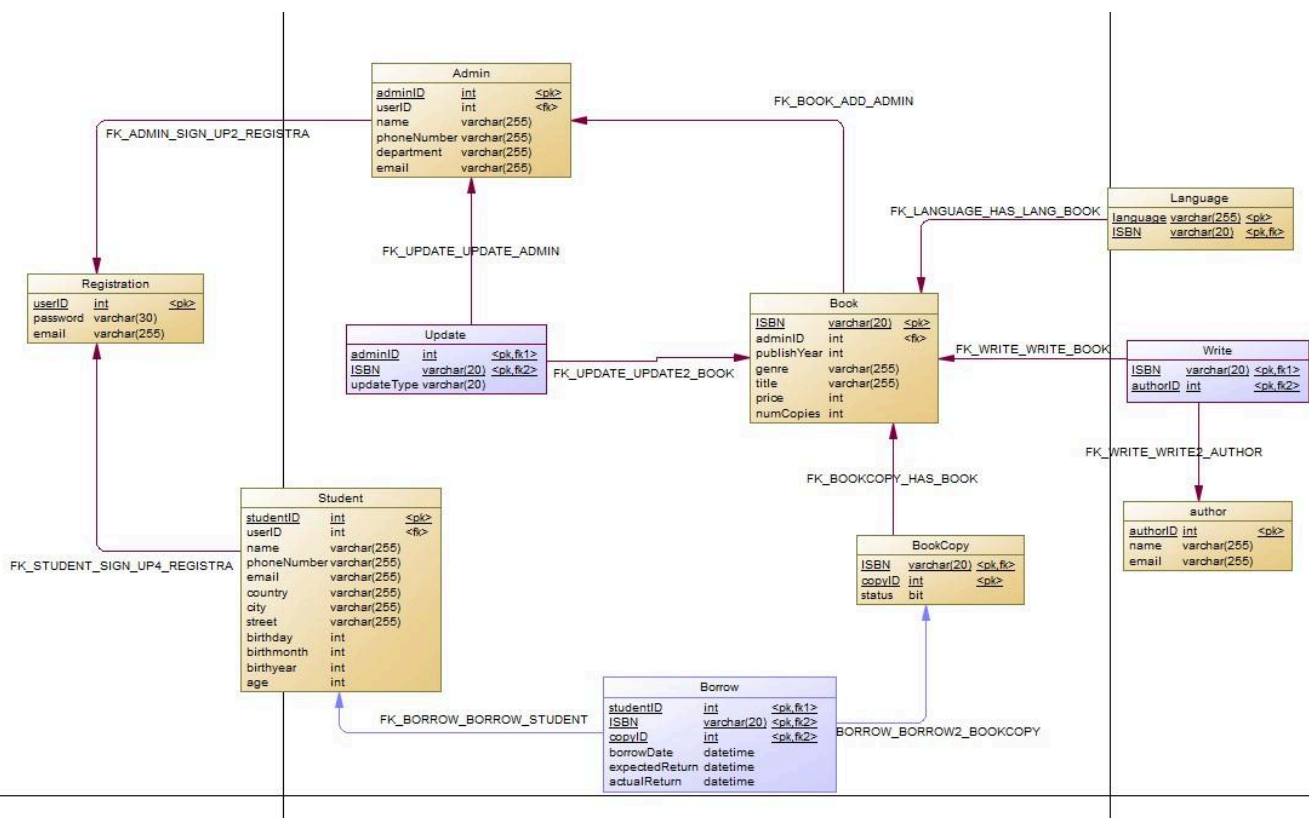 Admin
adminID int <pk>
userID int <fk>
name varchar(255)
phoneNumber varchar(255)
department varchar(255)
email varchar(255)
FK_BOOK_ADD_ADMIN
FK_ADMIN_SIGN_UP2_REGISTRA
Language
language varchar(255) <pk>
ISBN varchar(20) <pk,fk>
FK_LANGUAGE_HAS_LANG_BOOK
FK_UPDATE_UPDATE_ADMIN
Registration
userID int <pk>
password varchar(30)
email varchar(255)
Book
ISBN varchar(20) <pk>
adminID int <fk>
publishYear int
genre varchar(255)
title varchar(255)
price int
numCopies int
Update
adminID int <pk,fk1>
ISBN varchar(20) <pk,fk2>
updateType varchar(20)
FK_UPDATE_UPDATE2_BOOK
FK_WRITE_WRITE_BOOK
Write
ISBN varchar(20) <pk,fk1>
authorID int <pk,fk2>
FK_WRITE_WRITE2_AUTHOR
FK_BOOKCOPY_HAS_BOOK
Student
studentID int <pk>
userID int <fk>
name varchar(255)
phoneNumber varchar(255)
email varchar(255)
country varchar(255)
city varchar(255)
street varchar(255)
birthday int
birthmonth int
birthyear int
age int
FK_STUDENT_SIGN_UP4_REGISTRA
author
authorID int <pk>
name varchar(255)
email varchar(255)
BookCopy
ISBN varchar(20) <pk,fk>
copyID int <pk>
status bit
Borrow
studentID int <pk,fk1>
ISBN varchar(20) <pk,fk2>
copyID int <pk,fk2>
borrowDate datetime
expectedReturn datetime
actualReturn datetime
FK_BORROW_BORROW_STUDENT
BORROW_BORROW2_BOOKCOPY